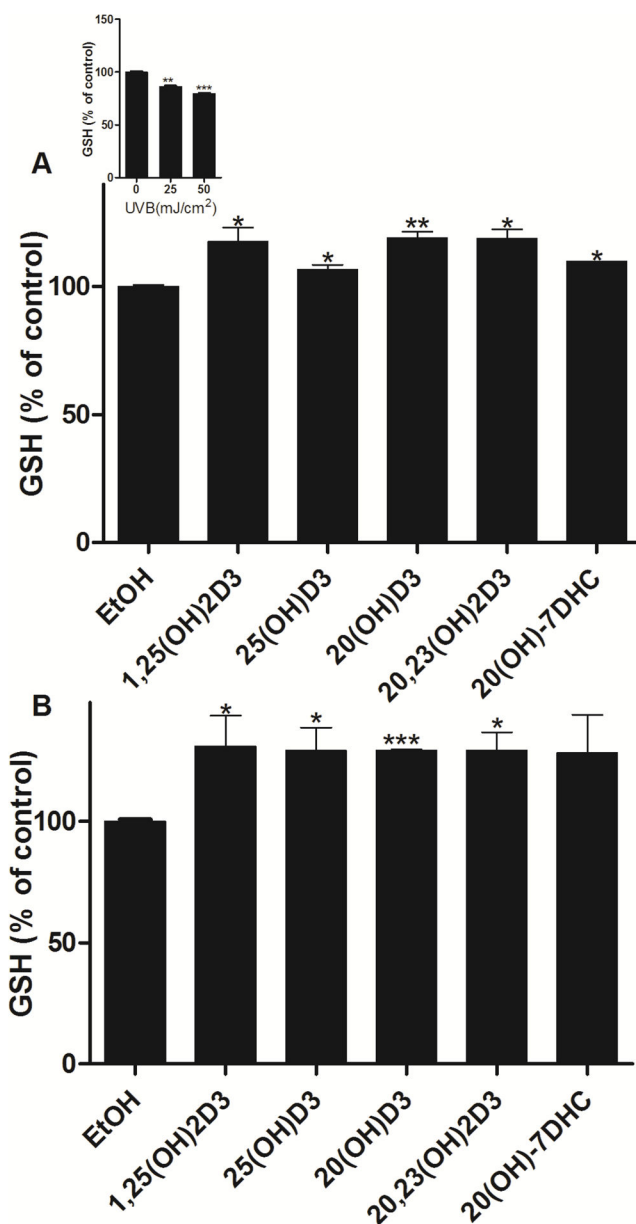 150
100
50
0
GSH (% of control)
**
***
0 25 50
UVB(mJ/cm²)
A
100
50
0
GSH (% of control)
*
*
**
*
*
EtOH
1,25(OH)2D3
25(OH)D3
20(OH)D3
20,23(OH)2D3
20(OH)-7DHC
B
100
50
0
GSH (% of control)
*
*
***
*
EtOH
1,25(OH)2D3
25(OH)D3
20(OH)D3
20,23(OH)2D3
20(OH)-7DHC